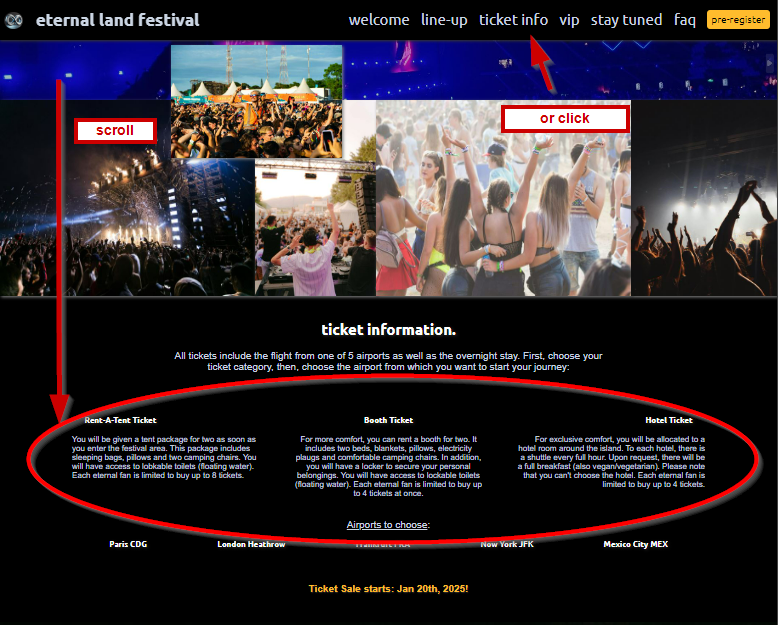 eternal land festival
welcome line-up ticket info vip stay tuned faq pre-register
scroll
or click
ticket information.
All tickets include the flight from one of 5 airports as well as the overnight stay. First, choose your
ticket category, then, choose the airport from which you want to start your journey:
Rent-A-Tent Ticket
You will be given a tent package for two as soon as
you enter the festival area. This package includes
sleeping bags, pillows and two camping chairs. You
will have access to lobkable toilets (floating water).
Each eternal fan is limited to buy up to 8 tickets.
Booth Ticket
For more comfort, you can rent a booth for two. It
includes two beds, blankets, pillows, electricity
plaugs and comfortable camping chairs. In addition,
you will have a locker to secure your personal
belongings. You will have access to lockable toilets
(floating water). Each eternal fan is limited to buy up
to 4 tickets at once.
Hotel Ticket
For exclusive comfort, you will be allocated to a
hotel room around the island. To each hotel, there is
a shuttle every full hour. Upon request, there will be
a full breakfast (also vegan/vegetarian). Please note
that you can't choose the hotel. Each eternal fan is
limited to buy up to 4 tickets.
Airports to choose:
Paris CDG London Heathrow Frankfurt FRA New York JFK Mexico City MEX
Ticket Sale starts: Jan 20th, 2025!